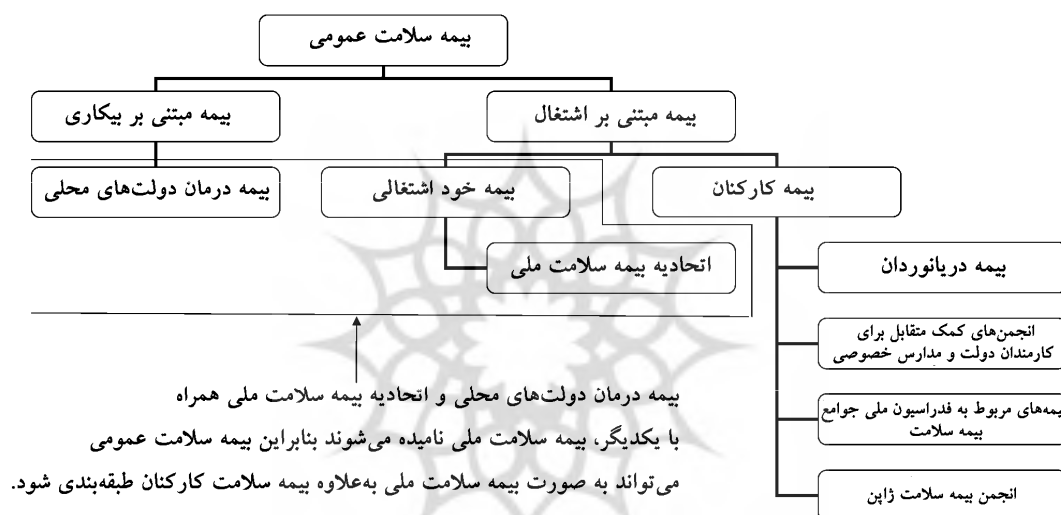 بیمه سلامت عمومی
بیمه مبتنی بر اشتغال
بیمه مبتنی بر بیکاری
بیمه کارکنان
بیمه خود اشتغالی
بیمه درمان دولت‌های محلی
اتحادیه بیمه سلامت ملی
بیمه دریانوردان
انجمن‌های کمک متقابل برای
کارمندان دولت و مدارس خصوصی
یمه‌های مربوط به فدراسیون ملی جوامع
بیمه سلامت
انجمن بیمه سلامت ژاپن
بیمه درمان دولت‌های محلی و اتحادیه بیمه سلامت ملی همراه
با یکدیگر، بیمه سلامت ملی نامیده می‌شوند بنابراین بیمه سلامت عمومی
می‌تواند به صورت بیمه سلامت ملی به‌علاوه بیمه سلامت کارکنان طبقه‌بندی شود.